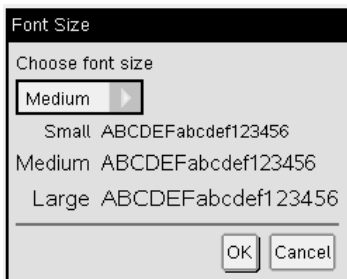 Font Size
Choose font size
Medium
Small ABCDEFabcdef123456
Medium ABCDEFabcdef123456
Large ABCDEFabcdef123456
OK Cancel